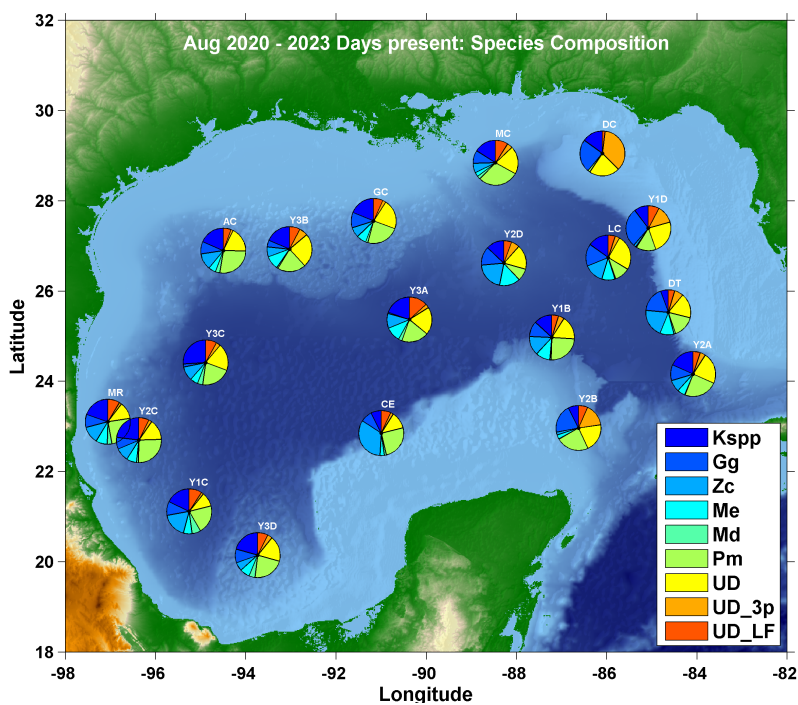 Aug 2020 - 2023 Days present: Species Composition
32
30
28
26
24
22
20
18
Latitude
MC
DC
GC
Y1D
AC
Y3B
Y2D
LC
Y3A
DT
Y1B
Y3C
Y2A
MR
Y2C
CE
Y2B
Y1C
Y3D
Kspp
Gg
Zc
Me
Md
Pm
UD
UD_3p
UD_LF
-98
-96
-94
-92
-90
-88
-86
-84
-82
Longitude